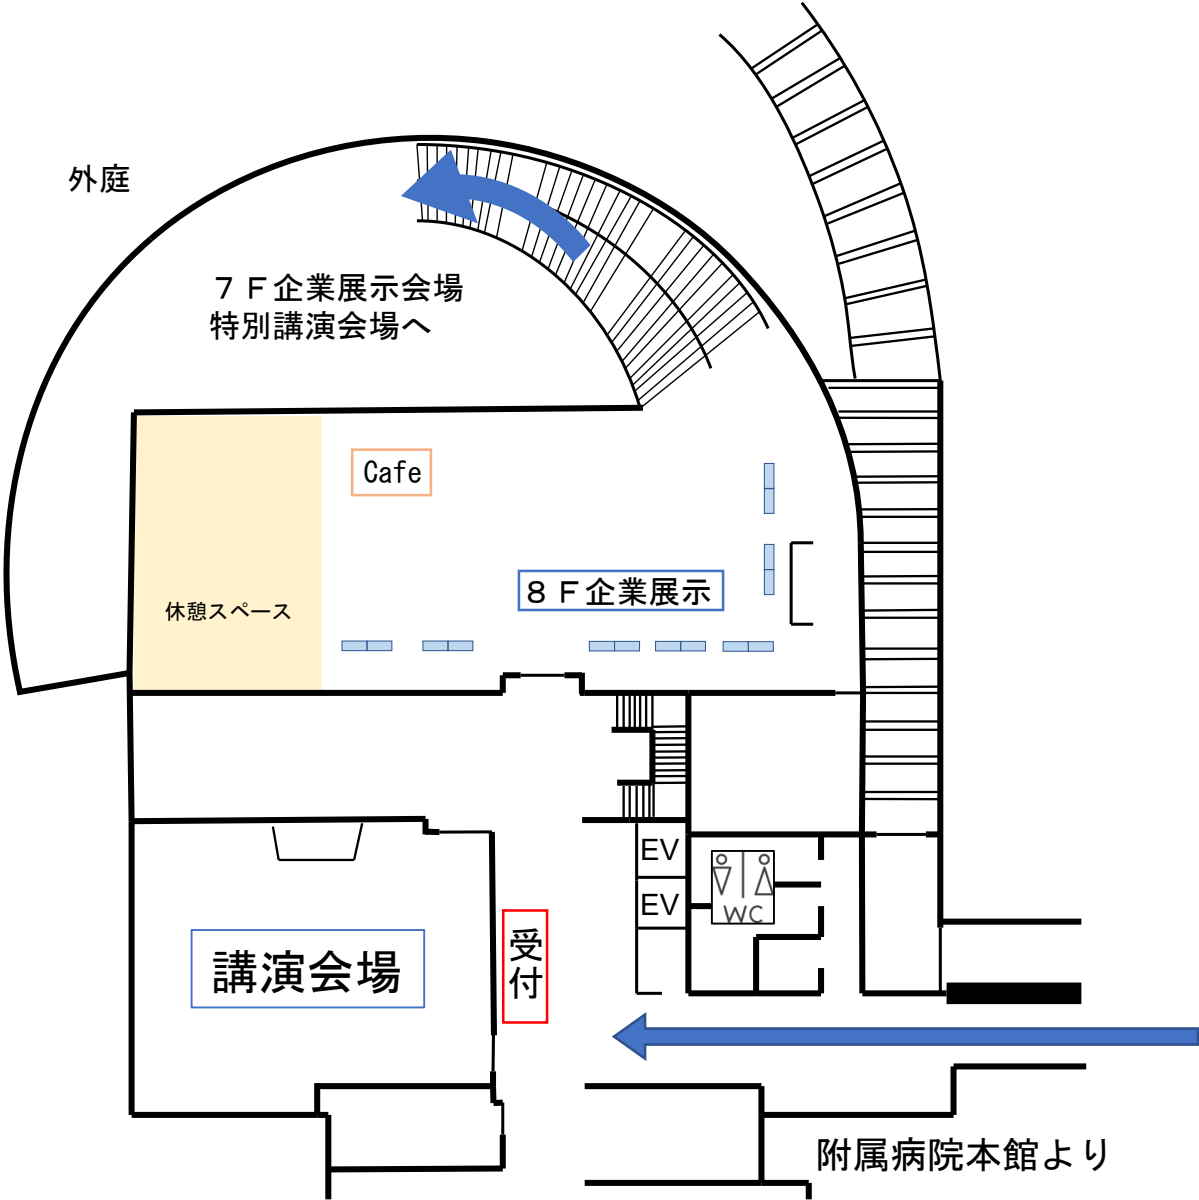 外庭
７Ｆ企業展示会場
特別講演会場へ
Cafe
８Ｆ企業展示
休憩スペース
EV
EV
WC
受付
講演会場
附属病院本館より